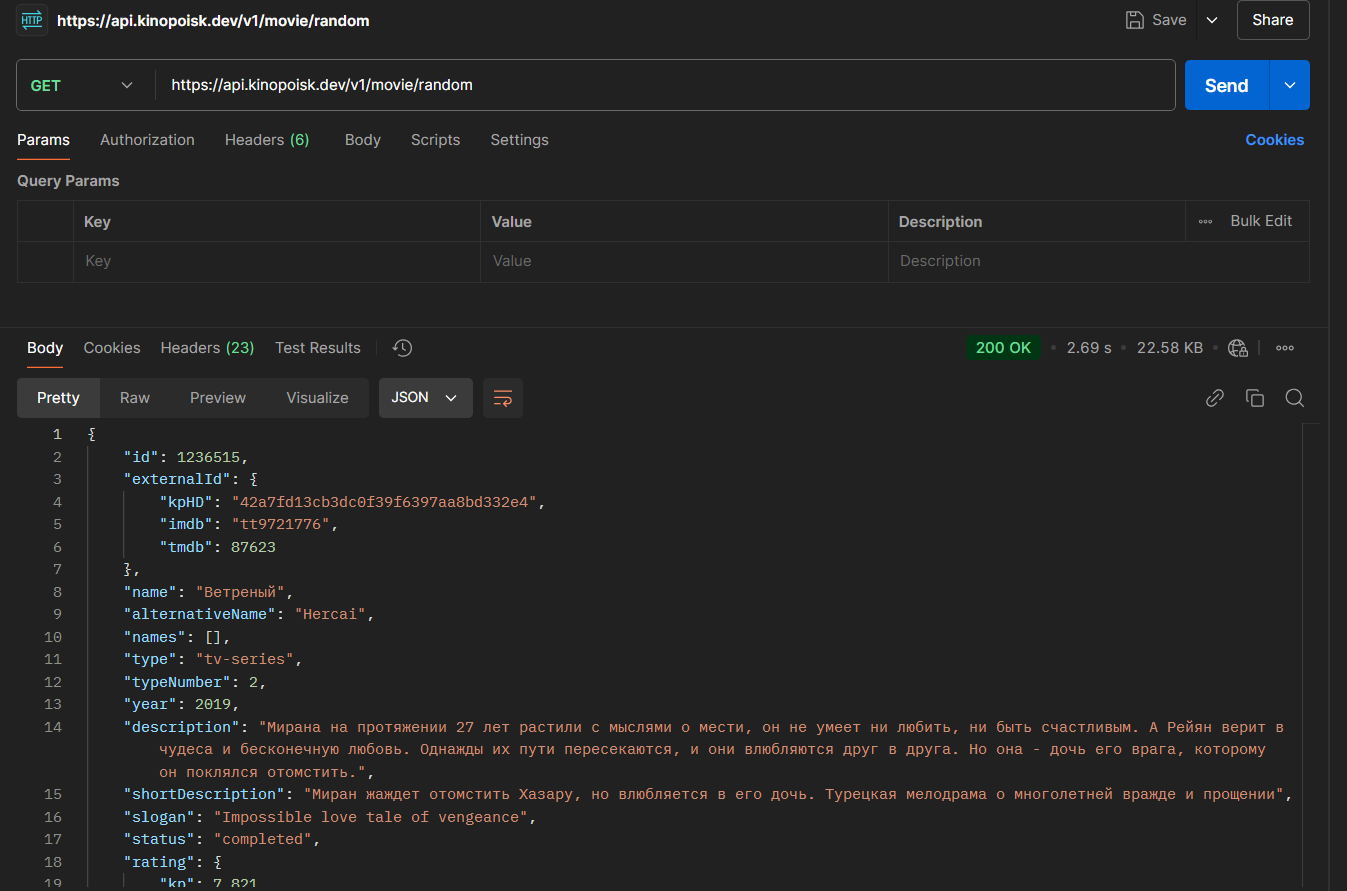 HTTP https://api.kinopoisk.dev/v1/movie/random Save Share
GET https://api.kinopoisk.dev/v1/movie/random Send
Params Authorization Headers (6) Body Scripts Settings Cookies
Query Params
Key Value Description Bulk Edit
Key Value Description
Body Cookies Headers (23) Test Results 200 OK • 2.69 s • 22.58 KB •
Pretty Raw Preview Visualize JSON
1 {
2 "id": 1236515,
3 "externalId": {
4 "kpHD": "42a7fd13cb3dc0f39f6397aa8bd332e4",
5 "imdb": "tt9721776",
6 "tmdb": 87623
7 },
8 "name": "Ветреный",
9 "alternativeName": "Hercai",
10 "names": [],
11 "type": "tv-series",
12 "typeNumber": 2,
13 "year": 2019,
14 "description": "Мирана на протяжении 27 лет растили с мыслями о мести, он не умеет ни любить, ни быть счастливым. А Рейян верит в
чудеса и бесконечную любовь. Однажды их пути пересекаются, и они влюбляются друг в друга. Но она - дочь его врага, которому
он поклялся отомстить.",
15 "shortDescription": "Миран жаждет отомстить Хазару, но влюбляется в его дочь. Турецкая мелодрама о многолетней вражде и прощении",
16 "slogan": "Impossible love tale of vengeance",
17 "status": "completed",
18 "rating": {
19 "kp": 7.821